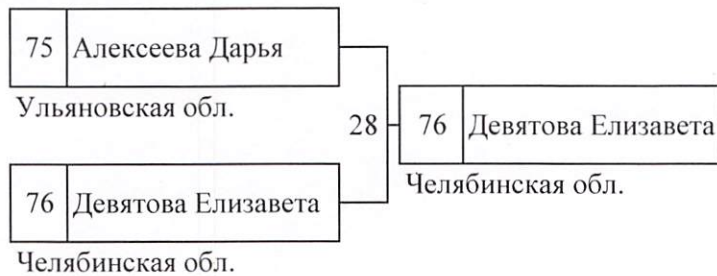 75 Алексеева Дарья
Ульяновская обл.
28
76 Девятова Елизавета
Челябинская обл.
76 Девятова Елизавета
Челябинская обл.